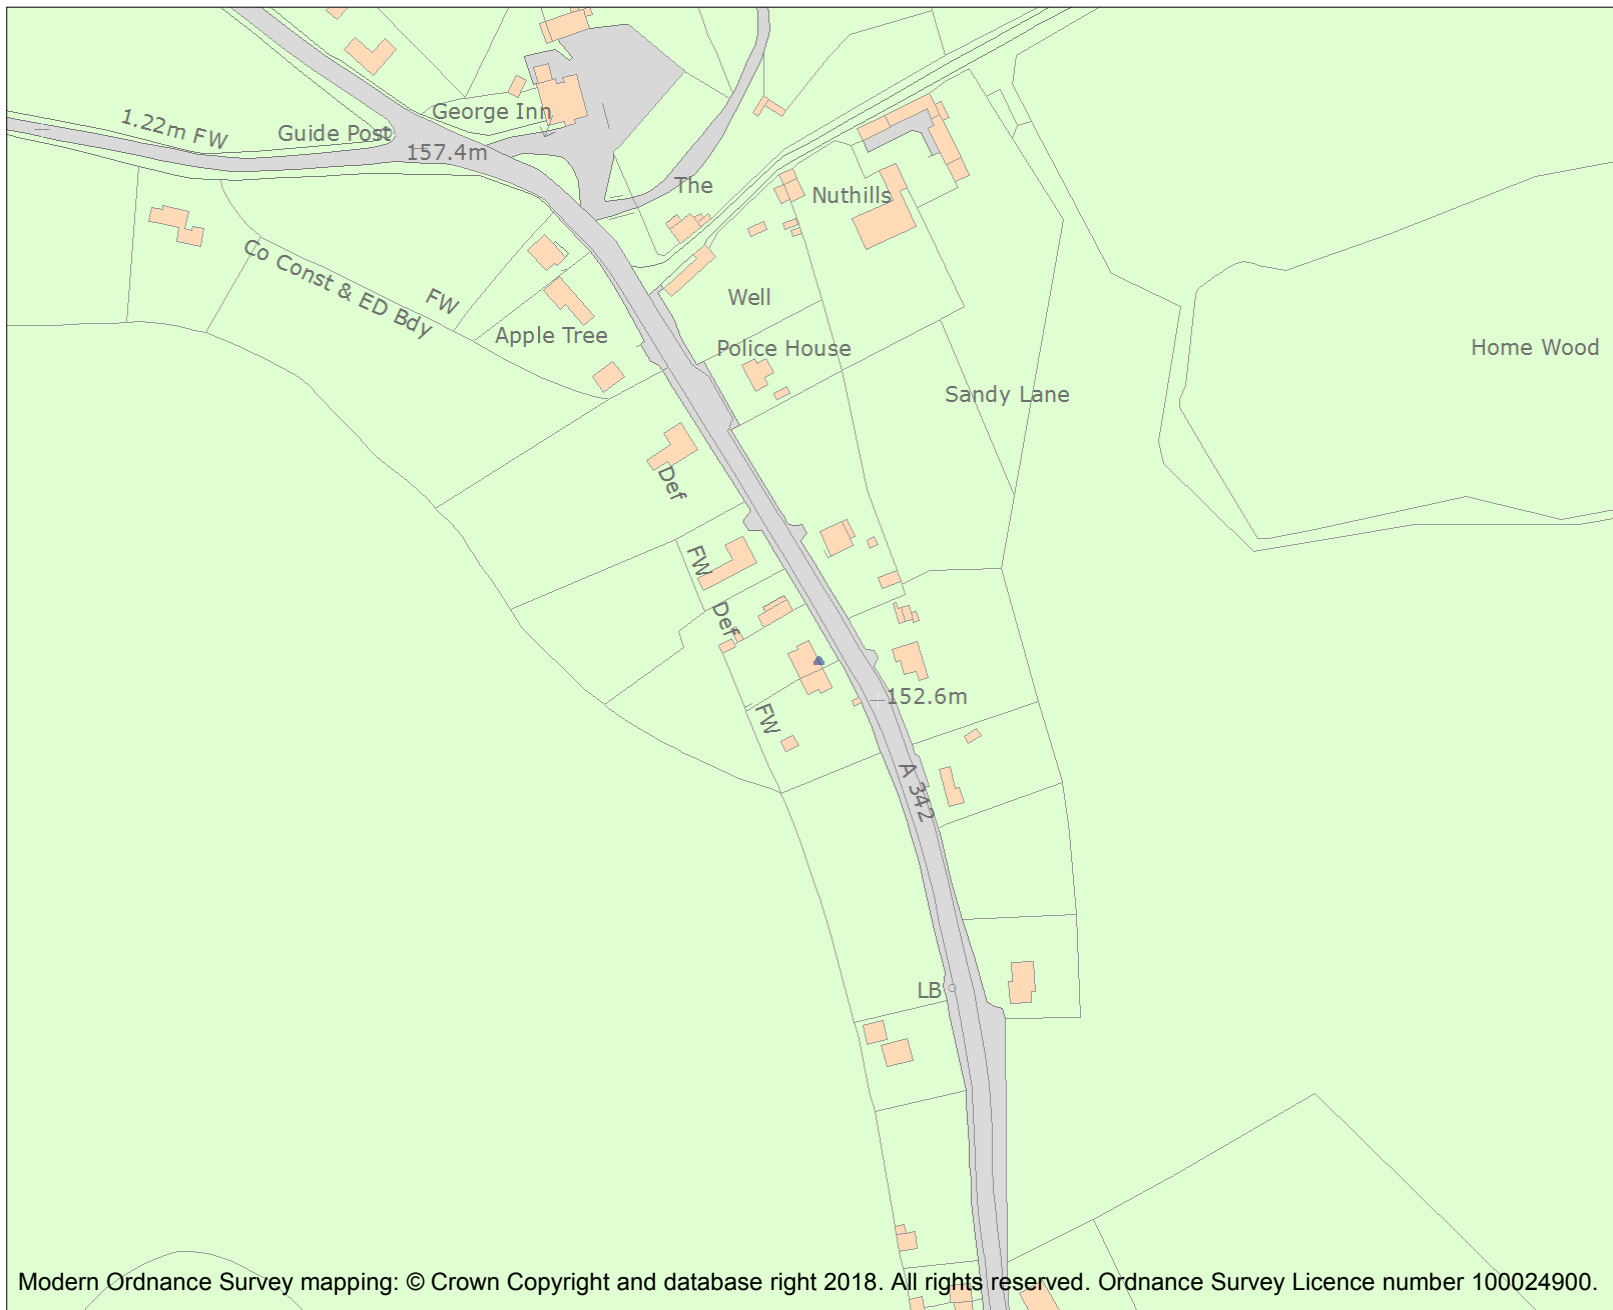 George Inn
1.22m FW
Guide Post
157.4m
The
Nuthills
Co Const & ED Bdy
FW
Well
Apple Tree
Police House
Home Wood
Sandy Lane
Def
FW
Def
FW
152.6m
A 342
LB
Modern Ordnance Survey mapping: © Crown Copyright and database right 2018. All rights reserved. Ordnance Survey Licence number 100024900.